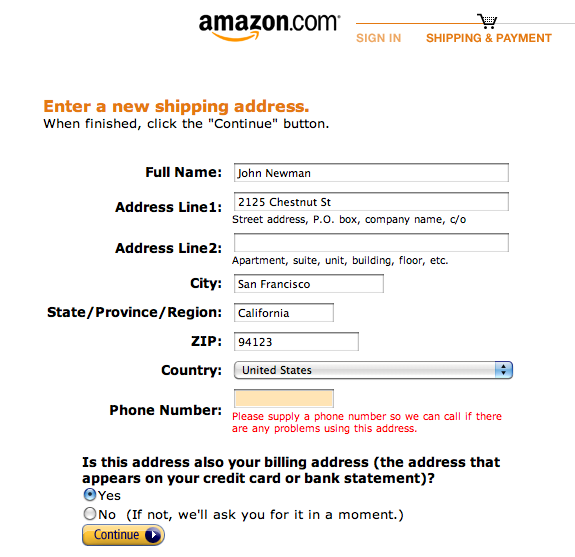 amazon.com
SIGN IN SHIPPING & PAYMENT
Enter a new shipping address.
When finished, click the "Continue" button.
Full Name: John Newman
Address Line1: 2125 Chestnut St
Street address, P.O. box, company name, c/o
Address Line2:
Apartment, suite, unit, building, floor, etc.
City: San Francisco
State/Province/Region: California
ZIP: 94123
Country: United States
Phone Number:
Please supply a phone number so we can call if there
are any problems using this address.
Is this address also your billing address (the address that
appears on your credit card or bank statement)?
Yes
No (If not, we'll ask you for it in a moment.)
Continue